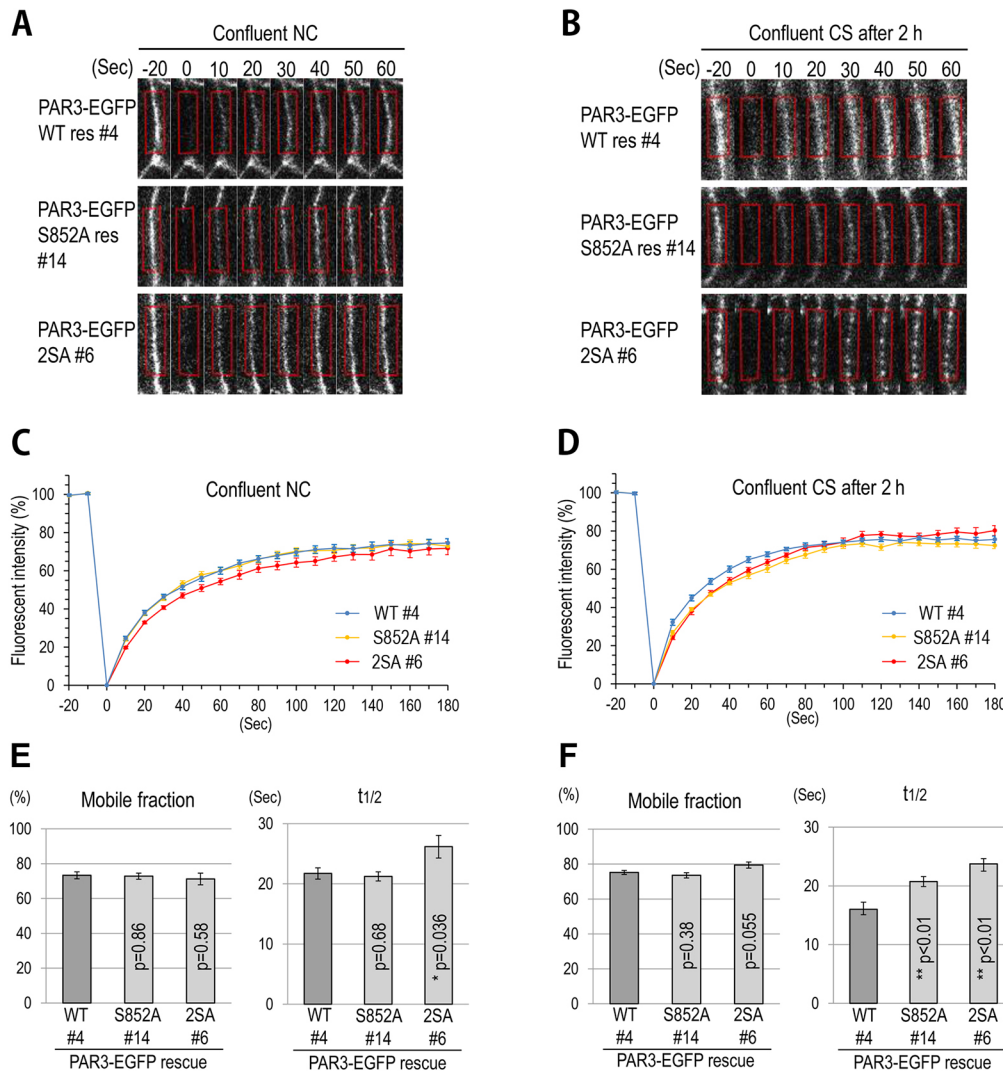 A
Confluent NC
(Sec) -20 0 10 20 30 40 50 60
PAR3-EGFP
WT res #4
PAR3-EGFP
S852A res
#14
PAR3-EGFP
2SA #6
B
Confluent CS after 2 h
(Sec) -20 0 10 20 30 40 50 60
PAR3-EGFP
WT res #4
PAR3-EGFP
S852A res #14
PAR3-EGFP
2SA #6
C
Confluent NC
Fluorescent intensity (%)
100
80
60
40
20
0
WT #4
S852A #14
2SA #6
-20 0 20 40 60 80 100 120 140 160 180
(Sec)
D
Confluent CS after 2 h
Fluorescent intensity (%)
100
80
60
40
20
0
WT #4
S852A #14
2SA #6
-20 0 20 40 60 80 100 120 140 160 180
(Sec)
E
(%)
Mobile fraction
100
80
60
40
80
0
p=0.86
p=0.58
WT S852A 2SA
#4 #14 #6
PAR3-EGFP rescue
(Sec)
t1/2
30
20
10
0
p=0.68
* p=0.036
WT S852A 2SA
#4 #14 #6
PAR3-EGFP rescue
F
(%)
Mobile fraction
100
80
60
40
80
0
p=0.38
p=0.055
WT S852A 2SA
#4 #14 #6
PAR3-EGFP rescue
(Sec)
t1/2
30
20
10
0
** p<0.01
** p<0.01
WT S852A 2SA
#4 #14 #6
PAR3-EGFP rescue